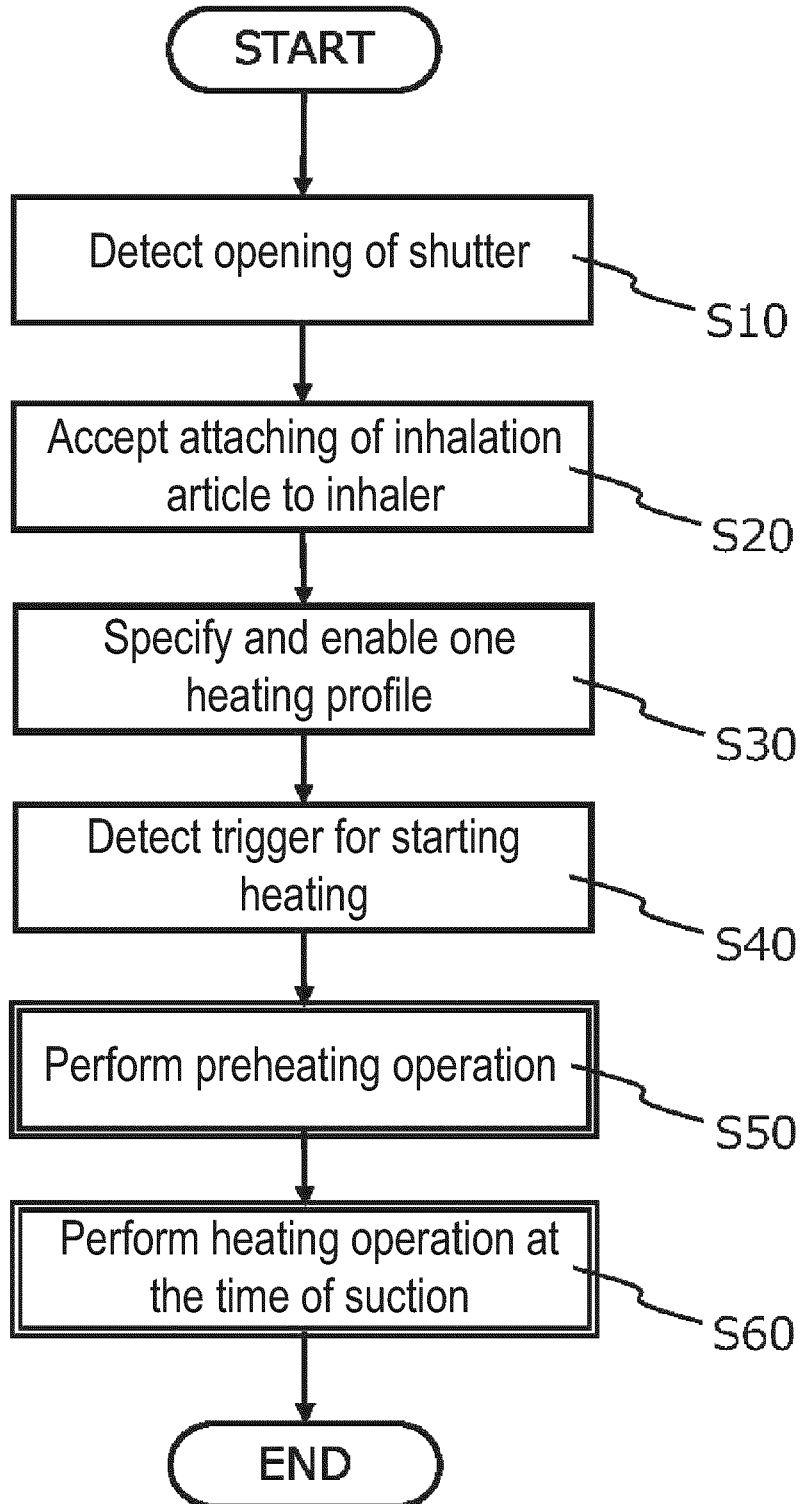 START
Detect opening of shutter
S10
Accept attaching of inhalation
article to inhaler
S20
Specify and enable one
heating profile
S30
Detect trigger for starting
heating
S40
Perform preheating operation
S50
Perform heating operation at
the time of suction
S60
END